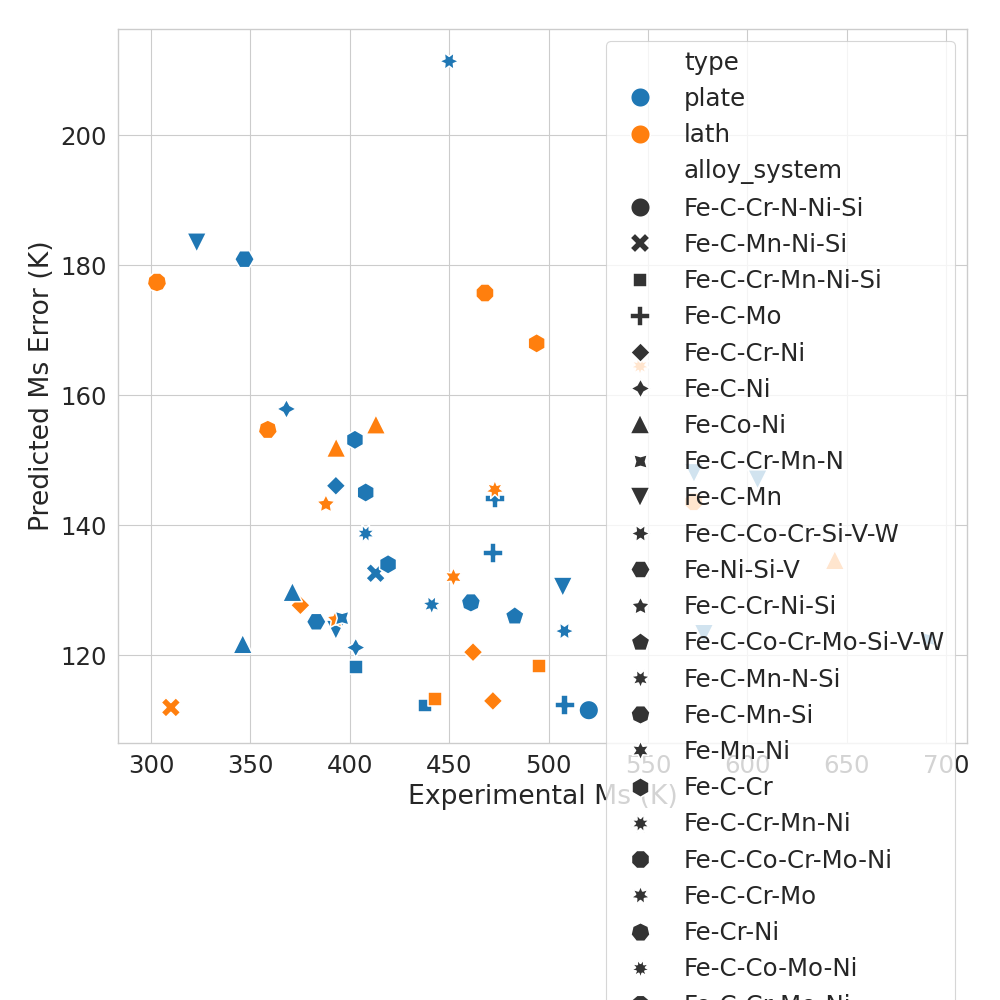 Predicted Ms Error (K)
200
180
160
140
120
300 350 400 450 500 550 600 650 700
Experimental Ms (K)
type
plate
lath
alloy_system
Fe-C-Cr-N-Ni-Si
Fe-C-Mn-Ni-Si
Fe-C-Cr-Mn-Ni-Si
Fe-C-Mo
Fe-C-Cr-Ni
Fe-C-Ni
Fe-Co-Ni
Fe-C-Cr-Mn-N
Fe-C-Mn
Fe-C-Co-Cr-Si-V-W
Fe-Ni-Si-V
Fe-C-Cr-Ni-Si
Fe-C-Co-Cr-Mo-Si-V-W
Fe-C-Mn-N-Si
Fe-C-Mn-Si
Fe-Mn-Ni
Fe-C-Cr
Fe-C-Cr-Mn-Ni
Fe-C-Co-Cr-Mo-Ni
Fe-C-Cr-Mo
Fe-Cr-Ni
Fe-C-Co-Mo-Ni
Fe-C-Cr-Mo-Ni